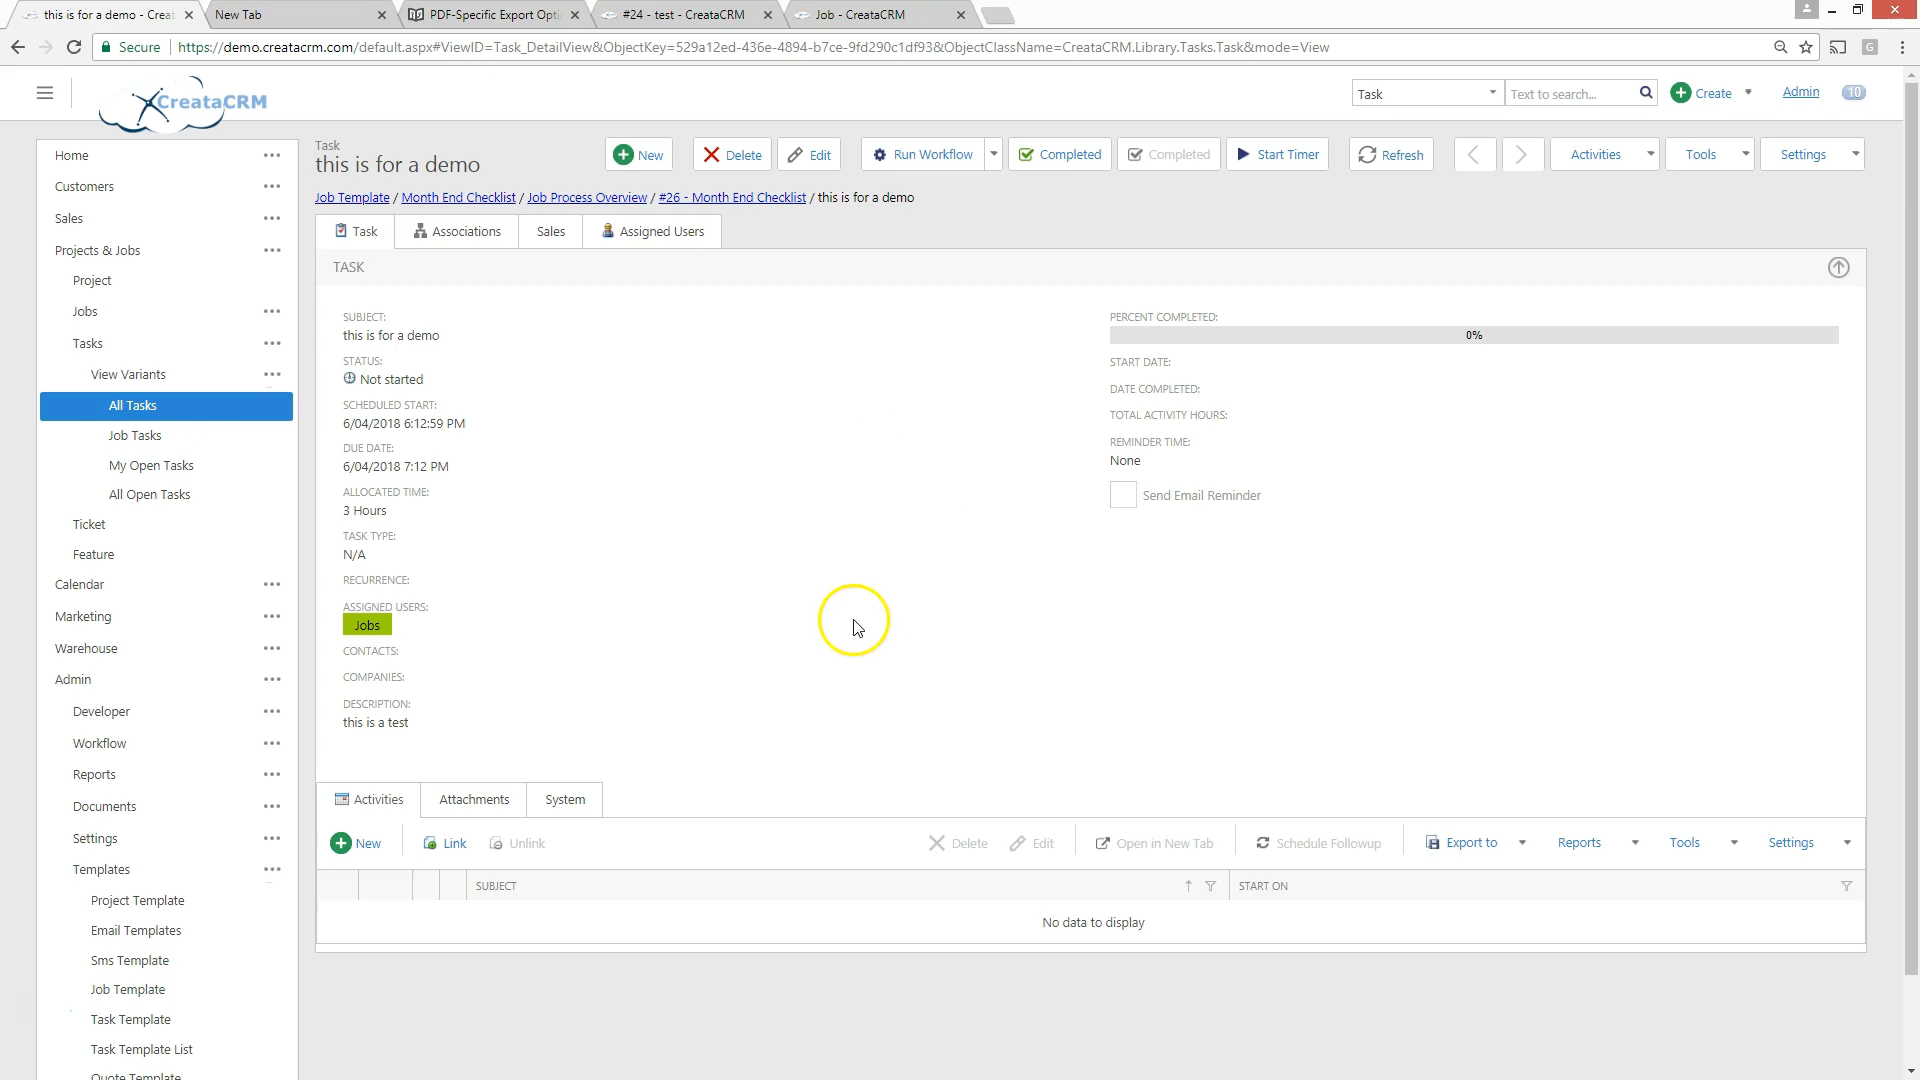 this is for a demo - Creat
New Tab
PDF-Specific Export Opti
#24 - test - CreataCRM
Job - CreataCRM
Secure
https://demo.creatacrm.com/default.aspx#ViewID=Task_DetailView&ObjectKey=529a12ed-436e-4894-b7ce-9fd290c1df93&ObjectClassName=CreataCRM.Library.Tasks.Task&mode=View
CreataCRM
Task
Text to search...
Create
Admin
10
Home
Customers
Sales
Projects & Jobs
Project
Jobs
Tasks
View Variants
All Tasks
Job Tasks
My Open Tasks
All Open Tasks
Ticket
Feature
Calendar
Marketing
Warehouse
Admin
Developer
Workflow
Reports
Documents
Settings
Templates
Project Template
Email Templates
Sms Template
Job Template
Task Template
Task Template List
Quote Template
Task
this is for a demo
New
Delete
Edit
Run Workflow
Completed
Completed
Start Timer
Refresh
Activities
Tools
Settings
Job Template / Month End Checklist / Job Process Overview / #26 - Month End Checklist / this is for a demo
Task
Associations
Sales
Assigned Users
TASK
SUBJECT:
this is for a demo
STATUS:
Not started
SCHEDULED START:
6/04/2018 6:12:59 PM
DUE DATE:
6/04/2018 7:12 PM
ALLOCATED TIME:
3 Hours
TASK TYPE:
N/A
RECURRENCE:
ASSIGNED USERS:
Jobs
CONTACTS:
COMPANIES:
DESCRIPTION:
this is a test
PERCENT COMPLETED:
0%
START DATE:
DATE COMPLETED:
TOTAL ACTIVITY HOURS:
REMINDER TIME:
None
Send Email Reminder
Activities
Attachments
System
New
Link
Unlink
Delete
Edit
Open in New Tab
Schedule Followup
Export to
Reports
Tools
Settings
SUBJECT
START ON
No data to display